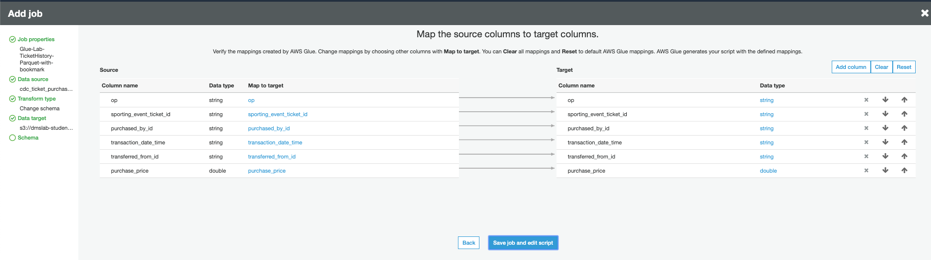 Add job
Job properties
Glue-Lab-
TicketHistory-
Parquet-with-
bookmark
Data source
cdc_ticket_purchas...
Transform type
Change schema
Data target
s3://dmslab-studen...
Schema
Map the source columns to target columns.
Verify the mappings created by AWS Glue. Change mappings by choosing other columns with Map to target. You can Clear all mappings and Reset to default AWS Glue mappings. AWS Glue generates your script with the defined mappings.
Add column Clear Reset
Source Target
Column name Data type Map to target Column name Data type
op string op op string
sporting_event_ticket_id string sporting_event_ticket_id sporting_event_ticket_id string
purchased_by_id string purchased_by_id purchased_by_id string
transaction_date_time string transaction_date_time transaction_date_time string
transferred_from_id string transferred_from_id transferred_from_id string
purchase_price double purchase_price purchase_price double
Back Save job and edit script